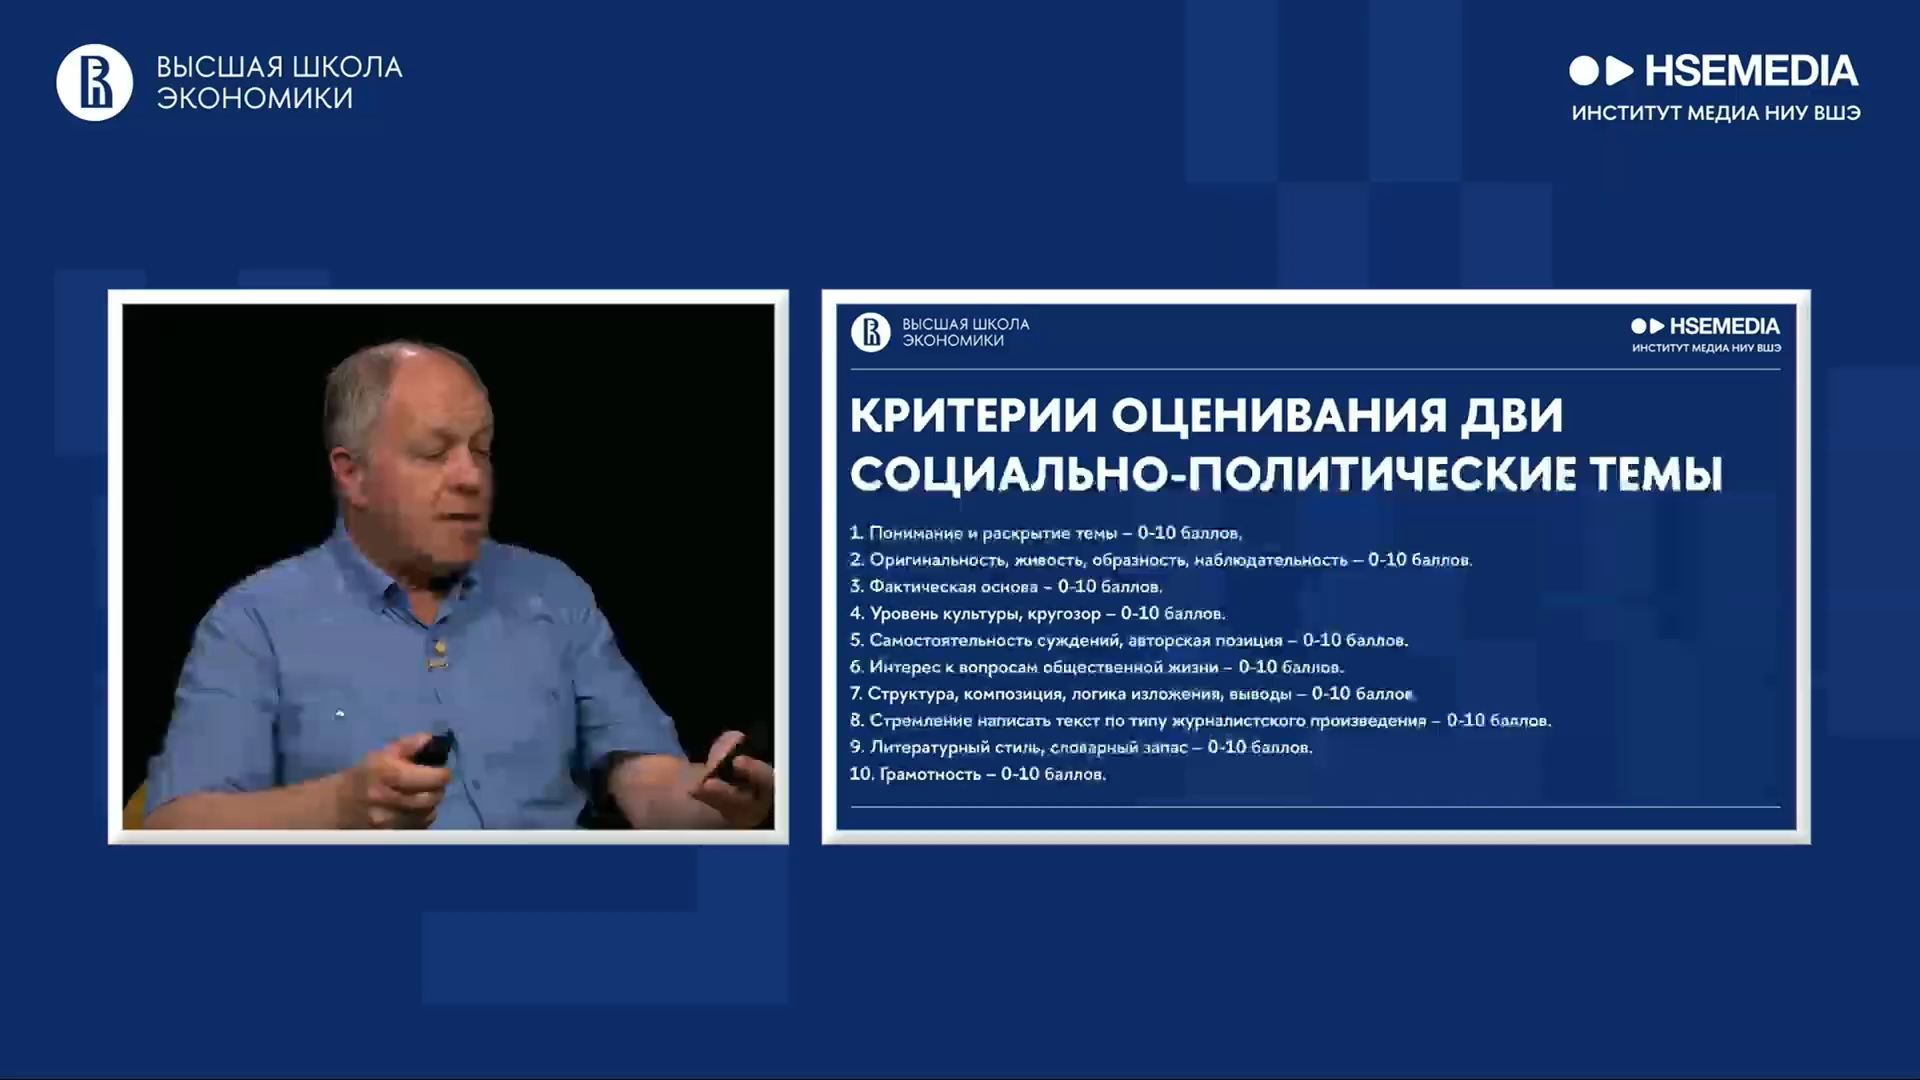 ВЫСШАЯ ШКОЛА
ЭКОНОМИКИ
HSEMEDIA
ИНСТИТУТ МЕДИА НИУ ВШЭ
ВЫСШАЯ ШКОЛА
ЭКОНОМИКИ
HSEMEDIA
ИНСТИТУТ МЕДИА НИУ ВШЭ
КРИТЕРИИ ОЦЕНИВАНИЯ ДВИ
СОЦИАЛЬНО-ПОЛИТИЧЕСКИЕ ТЕМЫ
1. Понимание и раскрытие темы – 0-10 баллов.
2. Оригинальность, живость, образность, наблюдательность – 0-10 баллов.
3. Фактическая основа – 0-10 баллов.
4. Уровень культуры, кругозор – 0-10 баллов.
5. Самостоятельность суждений, авторская позиция – 0-10 баллов.
6. Интерес к вопросам общественной жизни – 0-10 баллов.
7. Структура, композиция, логика изложения, выводы – 0-10 баллов
8. Стремление написать текст по типу журналистского произведения – 0-10 баллов.
9. Литературный стиль, словарный запас – 0-10 баллов.
10. Грамотность – 0-10 баллов.